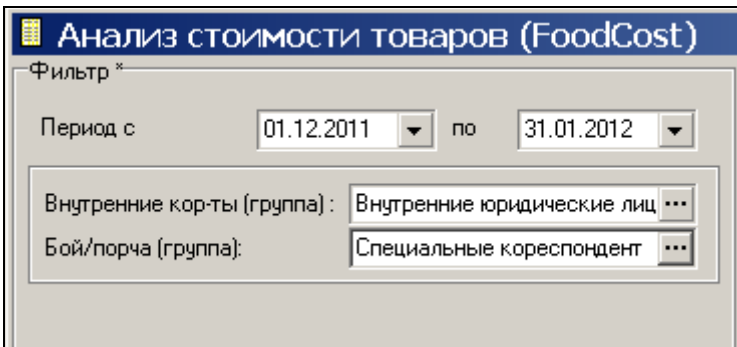 Анализ стоимости товаров (FoodCost)
Фильтр *
Период с 01.12.2011 по 31.01.2012
Внутренние кор-ты (группа) : Внутренние юридические лиц ...
Бой/порча (группа): Специальные кореспондент ...